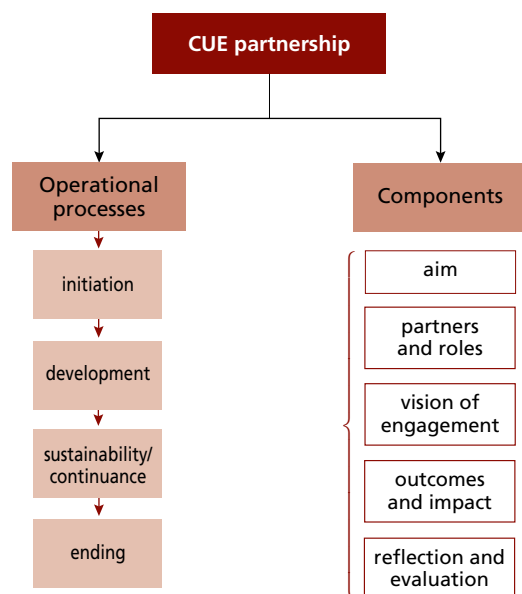 CUE partnership
Operational
processes
initiation
development
sustainability/
continuance
ending
Components
aim
partners
and roles
vision of
engagement
outcomes
and impact
reflection and
evaluation